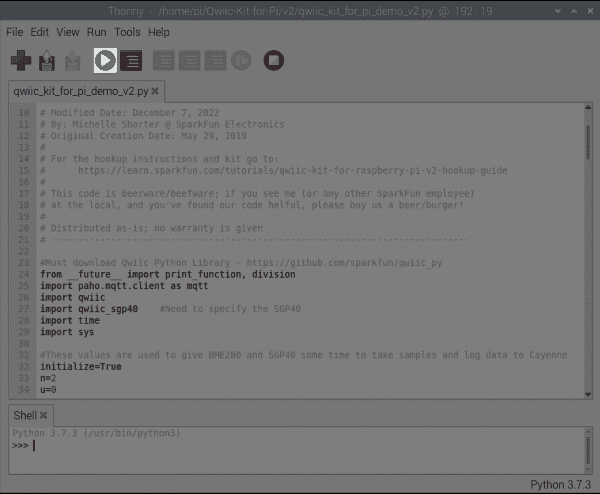 Thonny - /home/pi/Qwiic-Kit-for-Pi/v2/qwiic_kit_for_pi_demo_v2.py @ 192 : 19
File Edit View Run Tools Help
qwiic_kit_for_pi_demo_v2.py
10 # Modified Date: December 7, 2022
11 # By: Michelle Shorter @ SparkFun Electronics
12 # Original Creation Date: May 29, 2019
13 #
14 # For the hookup instructions and kit go to:
15 # https://learn.sparkfun.com/tutorials/qwiic-kit-for-raspberry-pi-v2-hookup-guide
16 #
17 # This code is beerware/beefware; if you see me (or any other SparkFun employee)
18 # at the local, and you've found our code helful, please buy us a beer/burger!
19 #
20 # Distributed as-is; no warranty is given
21 # -----------------------------------------------------------------------
22
23 #Must download Qwiic Python Library - https://github.com/sparkfun/qwiic_py
24 from __future__ import print_function, division
25 import paho.mqtt.client as mqtt
26 import qwiic
27 import qwiic_sgp40 #Need to specify the SGP40
28 import time
29 import sys
30
31 #These values are used to give BME280 and SGP40 some time to take samples and log data to Cayenne
32 initialize=True
33 n=2
34 u=0
Shell
Python 3.7.3 (/usr/bin/python3)
>>>
Python 3.7.3